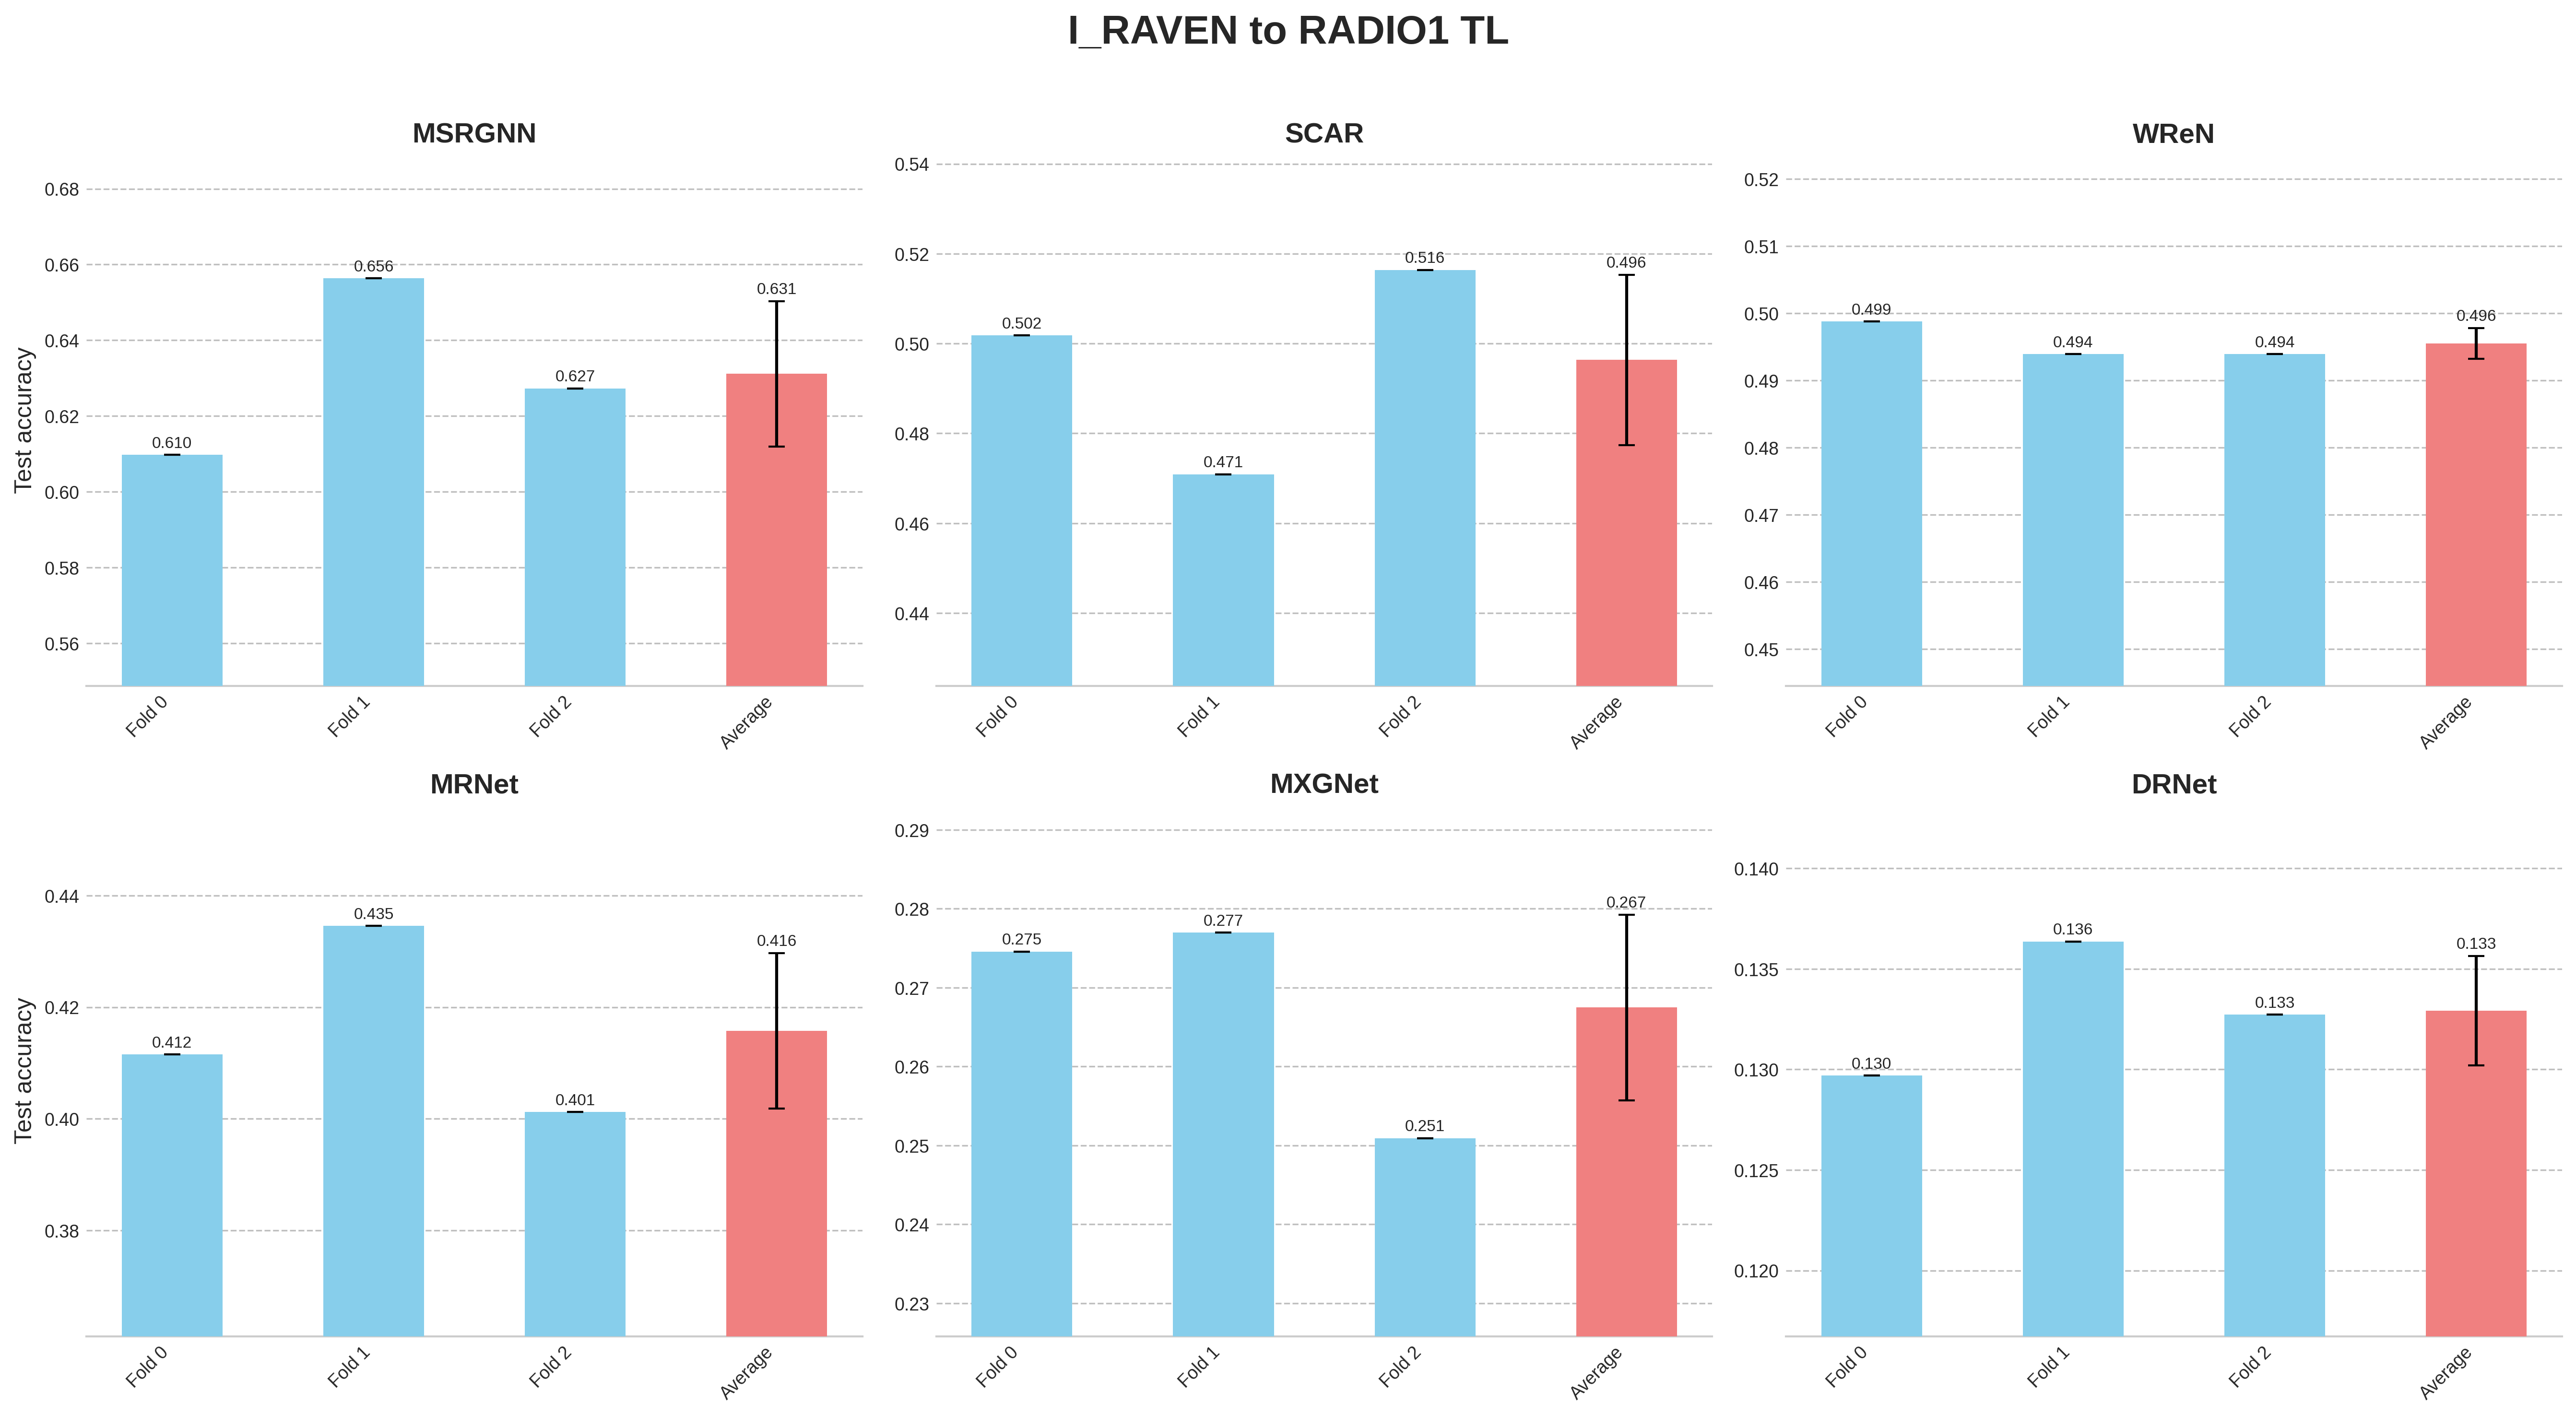 I_RAVEN to RADIO1 TL
MSRGNN
Test accuracy
0.68
0.66
0.64
0.62
0.60
0.58
0.56
0.610
0.656
0.627
0.631
Fold 0
Fold 1
Fold 2
Average
SCAR
0.54
0.52
0.50
0.48
0.46
0.44
0.502
0.471
0.516
0.496
Fold 0
Fold 1
Fold 2
Average
WReN
0.52
0.51
0.50
0.49
0.48
0.47
0.46
0.45
0.499
0.494
0.494
0.496
Fold 0
Fold 1
Fold 2
Average
MRNet
Test accuracy
0.44
0.42
0.40
0.38
0.412
0.435
0.401
0.416
Fold 0
Fold 1
Fold 2
Average
MXGNet
0.29
0.28
0.27
0.26
0.25
0.24
0.23
0.275
0.277
0.251
0.267
Fold 0
Fold 1
Fold 2
Average
DRNet
0.140
0.135
0.130
0.125
0.120
0.130
0.136
0.133
0.133
Fold 0
Fold 1
Fold 2
Average